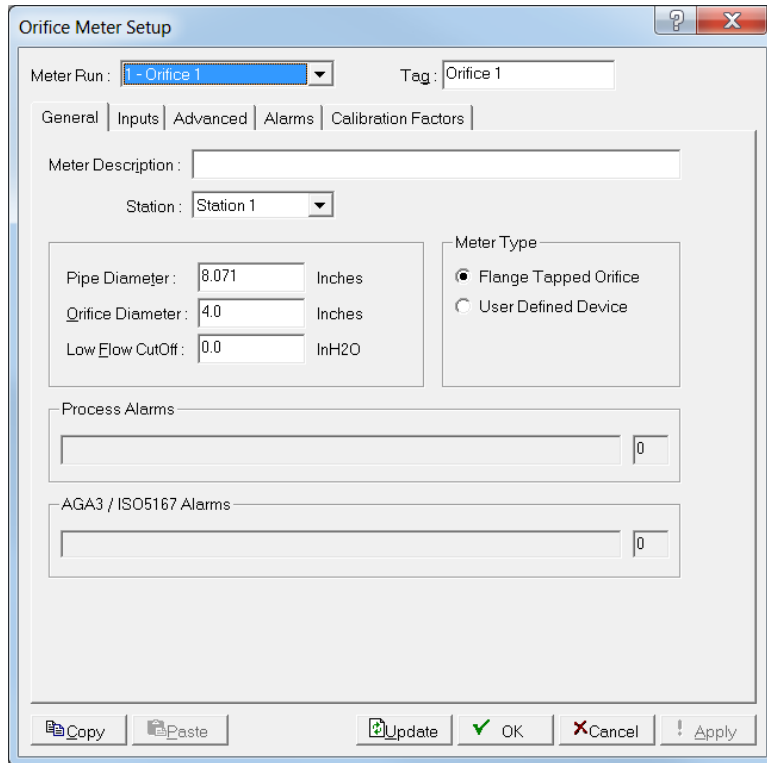 Orifice Meter Setup
Meter Run : 1 - Orifice 1 Tag : Orifice 1
General Inputs Advanced Alarms Calibration Factors
Meter Description :
Station : Station 1
Meter Type
Pipe Diameter : 8.071 Inches Flange Tapped Orifice
Orifice Diameter : 4.0 Inches User Defined Device
Low Flow CutOff : 0.0 InH2O
Process Alarms
0
AGA3 / ISO5167 Alarms
0
Copy Paste Update OK Cancel ! Apply